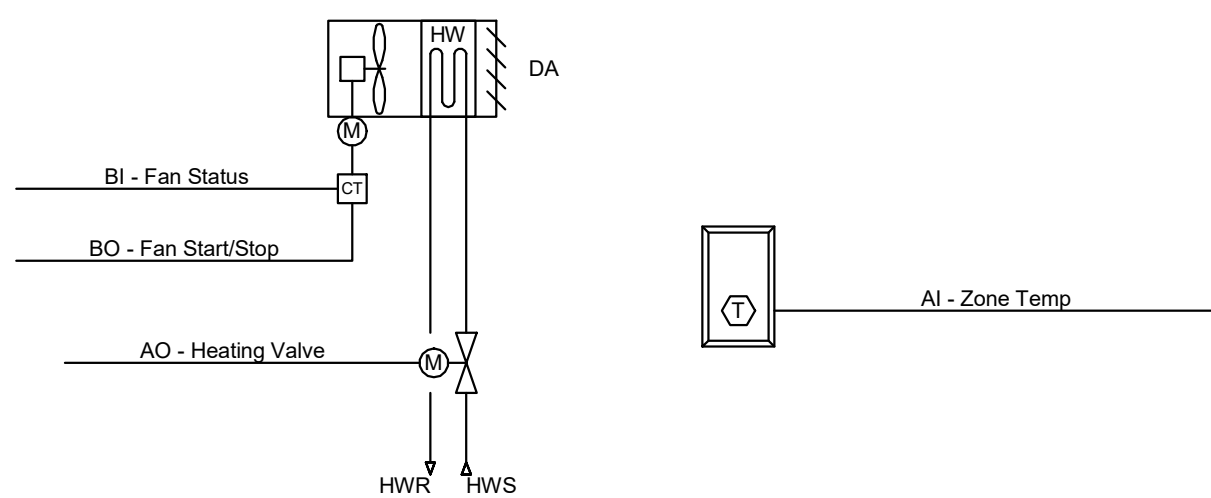 HW
DA
M
BI - Fan Status
CT
BO - Fan Start/Stop
T
AI - Zone Temp
AO - Heating Valve
M
HWR
HWS